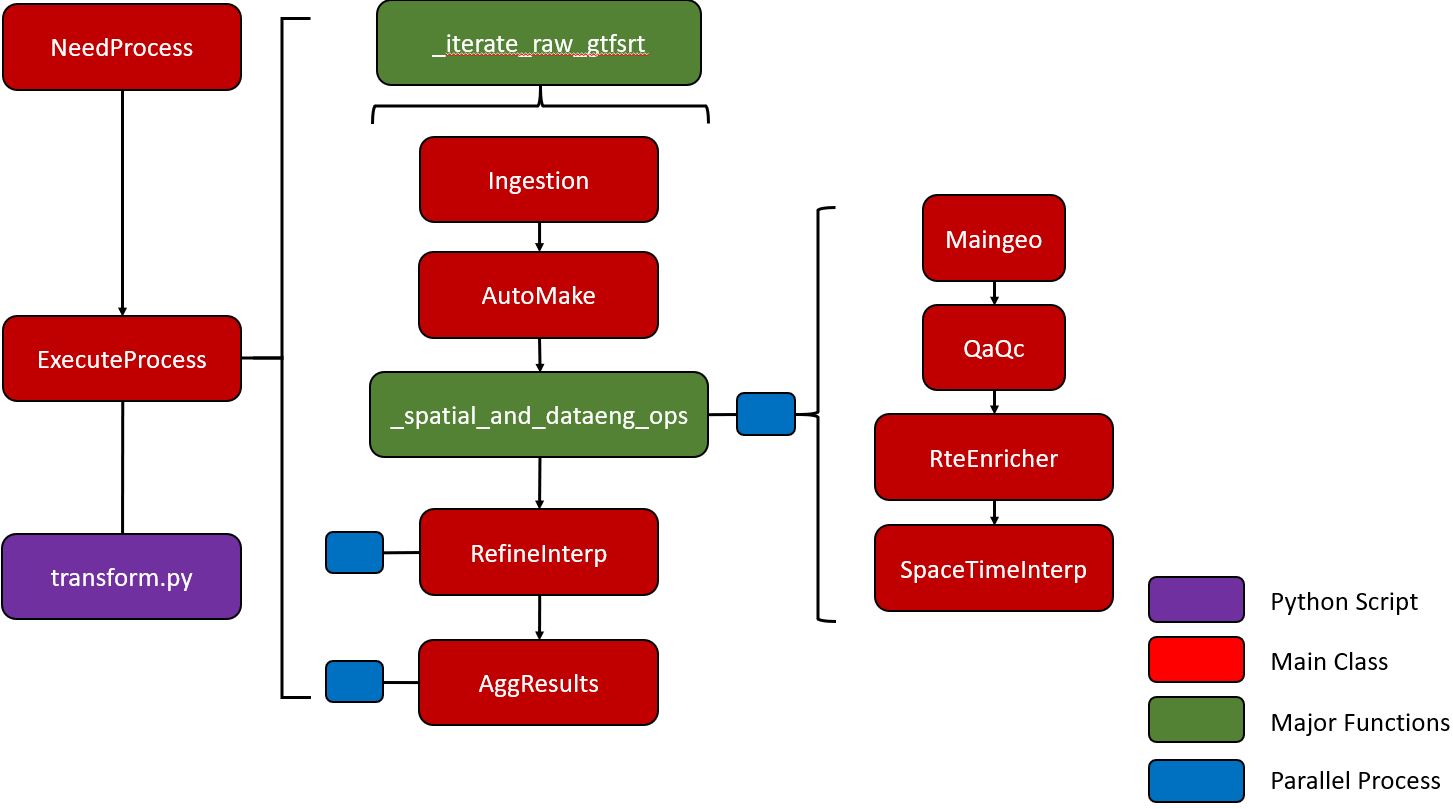 NeedProcess
ExecuteProcess
transform.py
_iterate_raw_gtfsrt
Ingestion
AutoMake
_spatial_and_dataeng_ops
RefineInterp
AggResults
Maingeo
QaQc
RteEnricher
SpaceTimeInterp
Python Script
Main Class
Major Functions
Parallel Process